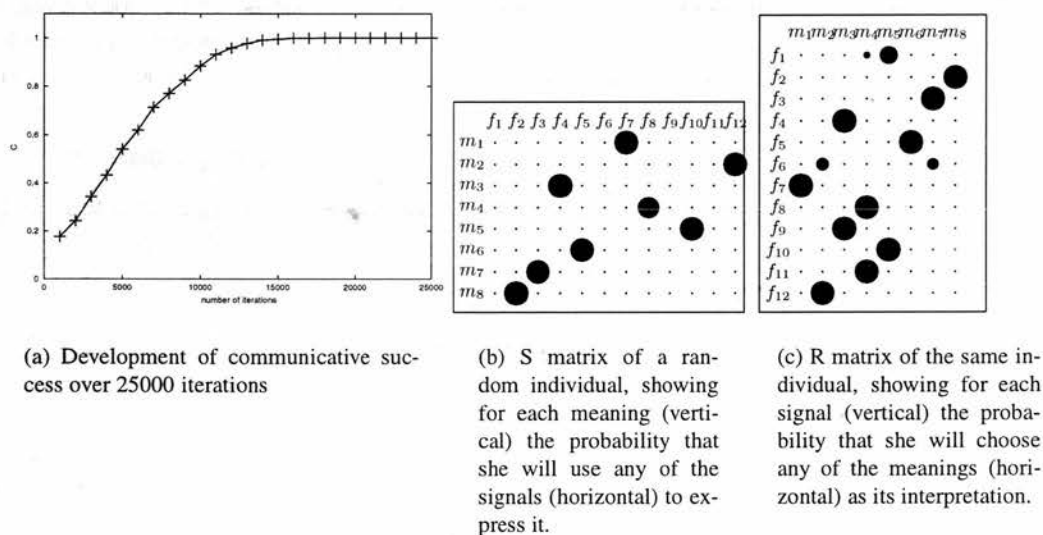 1
0.8
0.6
0.4
0.2
0
c
0 5000 10000 15000 20000 25000
number of iterations
(a) Development of communicative suc-
cess over 25000 iterations
f1 f2 f3 f4 f5 f6 f7 f8 f9 f10 f11 f12
m1
m2
m3
m4
m5
m6
m7
m8
(b) S matrix of a ran-
dom individual, showing
for each meaning (verti-
cal) the probability that
she will use any of the
signals (horizontal) to ex-
press it.
m1 m2 m3 m4 m5 m6 m7 m8
f1
f2
f3
f4
f5
f6
f7
f8
f9
f10
f11
f12
(c) R matrix of the same in-
dividual, showing for each
signal (vertical) the proba-
bility that she will choose
any of the meanings (hori-
zontal) as its interpretation.